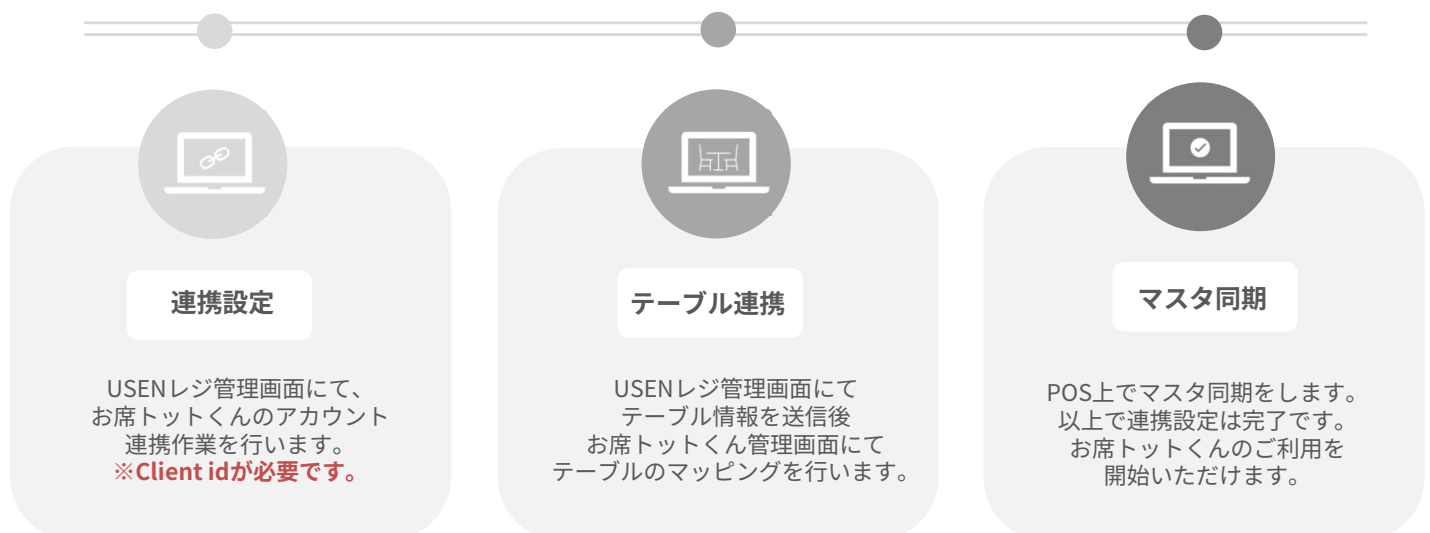 連携設定
USENレジ管理画面にて、
お席トットくんのアカウント
連携作業を行います。
※Client idが必要です。
テーブル連携
USENレジ管理画面にて
テーブル情報を送信後
お席トットくん管理画面にて
テーブルのマッピングを行います。
マスタ同期
POS上でマスタ同期をします。
以上で連携設定は完了です。
お席トットくんのご利用を
開始いただけます。